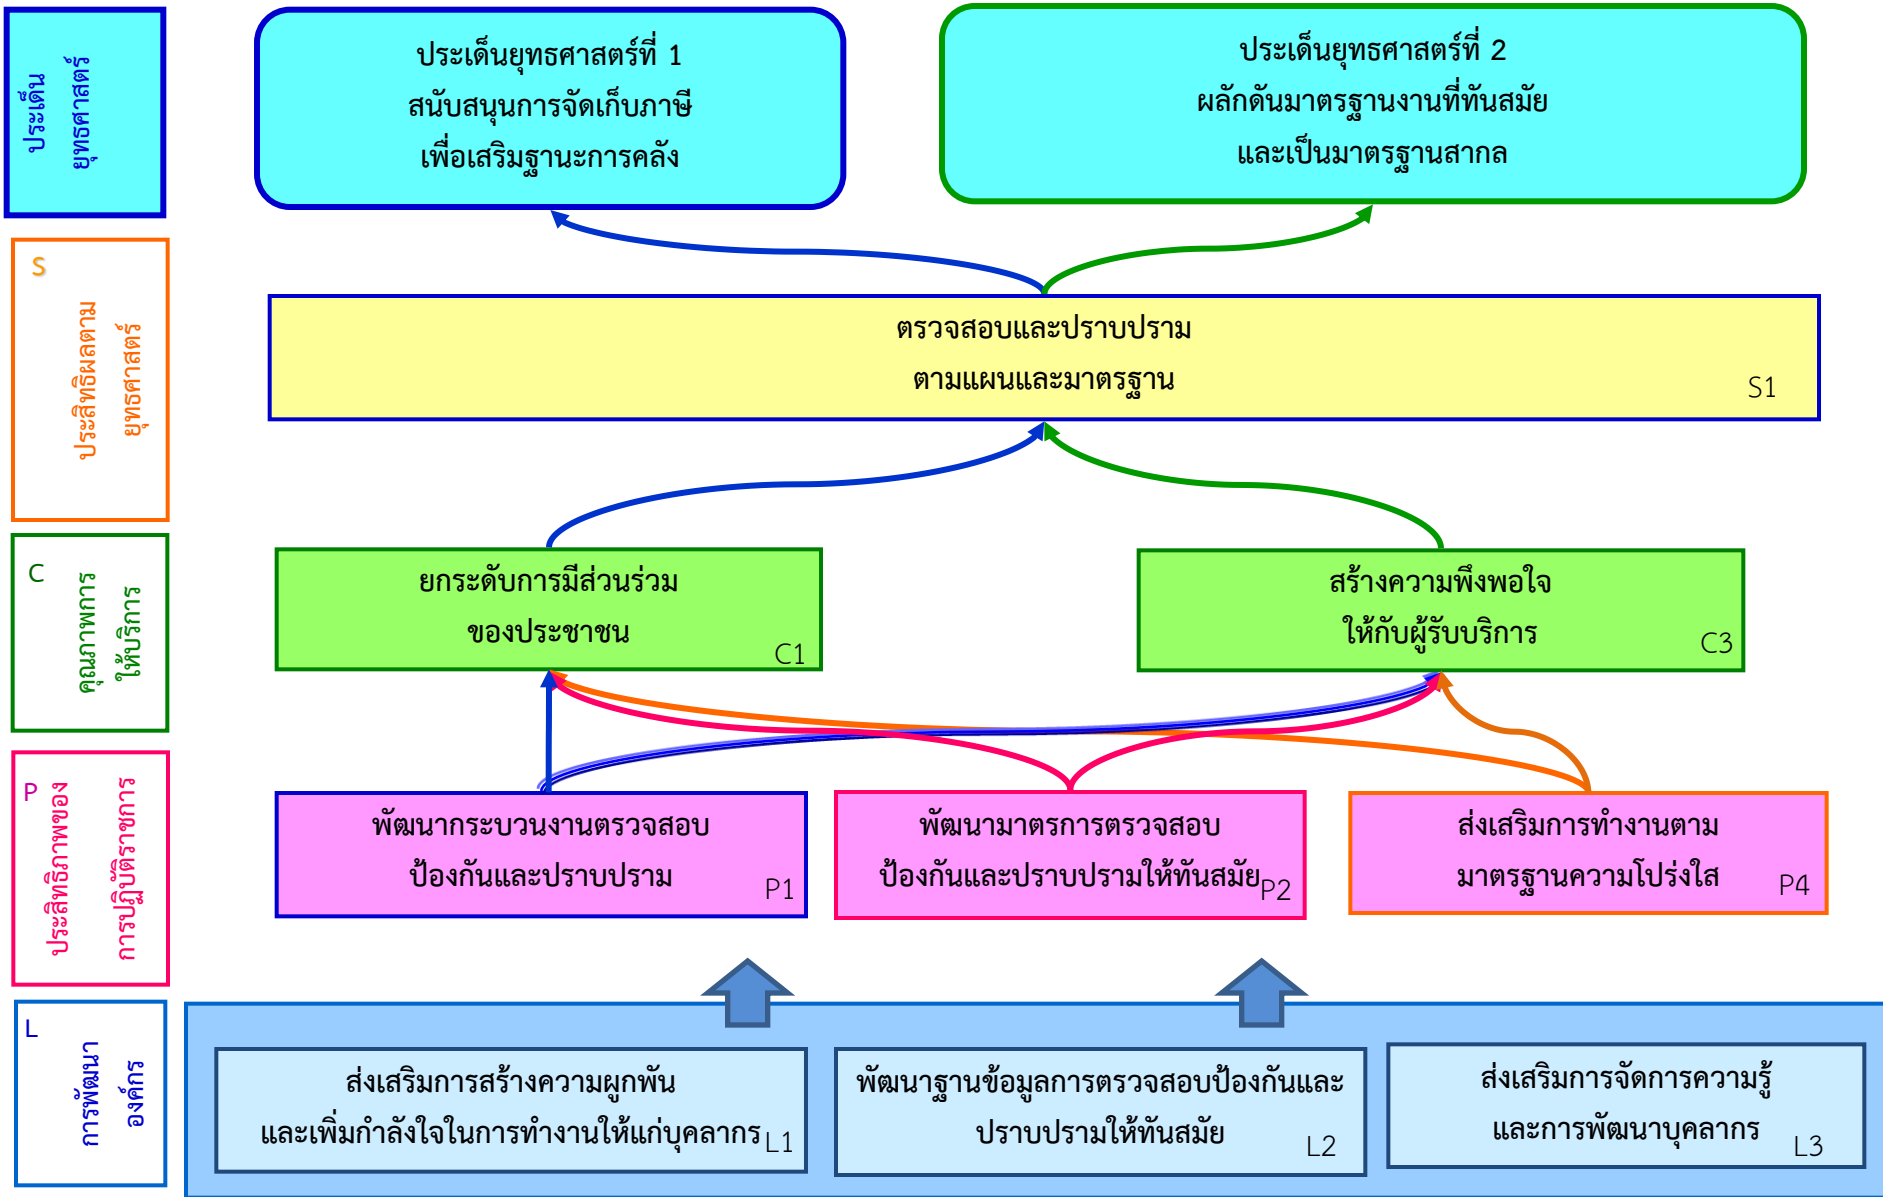 ประเด็น
ยุทธศาสตร์
ประเด็นยุทธศาสตร์ที่ 1
สนับสนุนการจัดเก็บภาษี
เพื่อเสริมฐานะการคลัง
ประเด็นยุทธศาสตร์ที่ 2
ผลักดันมาตรฐานงานที่ทันสมัย
และเป็นมาตรฐานสากล
S
ประสิทธิผลตาม
ยุทธศาสตร์
ตรวจสอบและปราบปราม
ตามแผนและมาตรฐาน
S1
C
คุณภาพการ
ให้บริการ
ยกระดับการมีส่วนร่วม
ของประชาชน
C1
สร้างความพึงพอใจ
ให้กับผู้รับบริการ
C3
P
ประสิทธิภาพของ
การปฏิบัติราชการ
พัฒนากระบวนงานตรวจสอบ
ป้องกันและปราบปราม
P1
พัฒนามาตรการตรวจสอบ
ป้องกันและปราบปรามให้ทันสมัย
P2
ส่งเสริมการทำงานตาม
มาตรฐานความโปร่งใส
P4
L
การพัฒนา
องค์กร
ส่งเสริมการสร้างความผูกพัน
และเพิ่มกำลังใจในการทำงานให้แก่บุคลากร
L1
พัฒนาฐานข้อมูลการตรวจสอบป้องกันและ
ปราบปรามให้ทันสมัย
L2
ส่งเสริมการจัดการความรู้
และการพัฒนาบุคลากร
L3